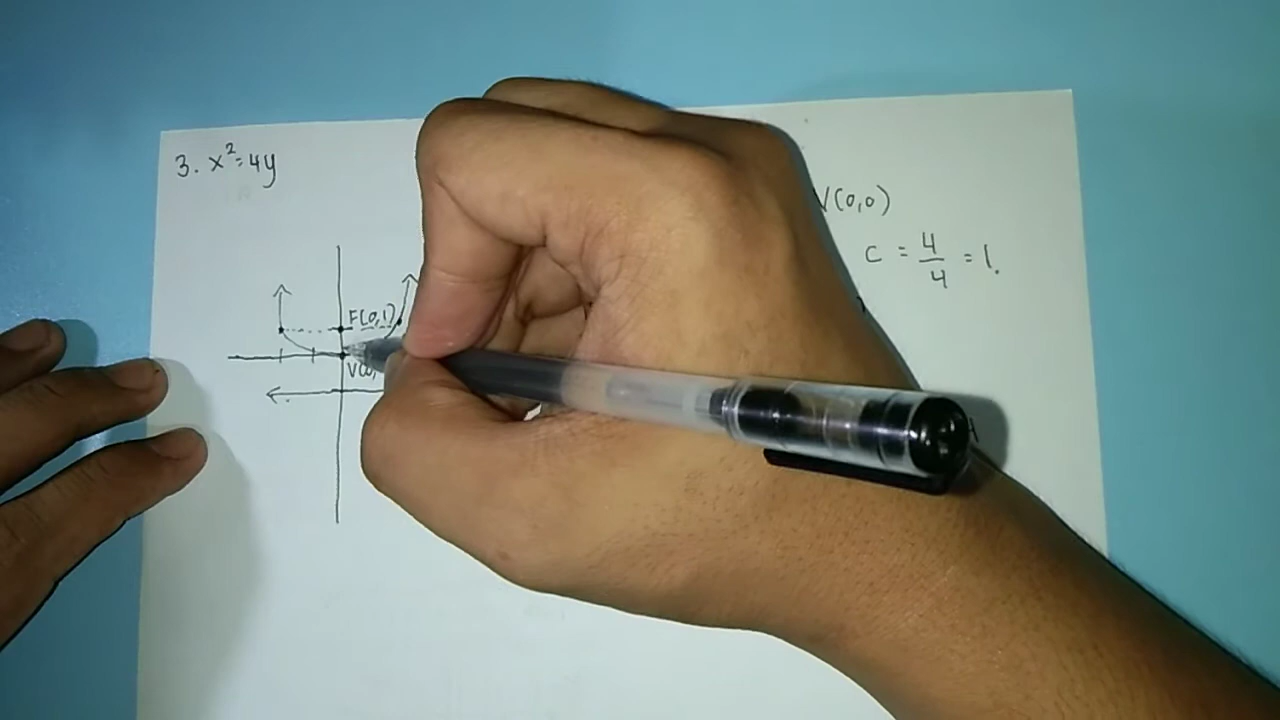 3. x²=4y
V(0,0)
c = 4/4 = 1.
F(0,1)